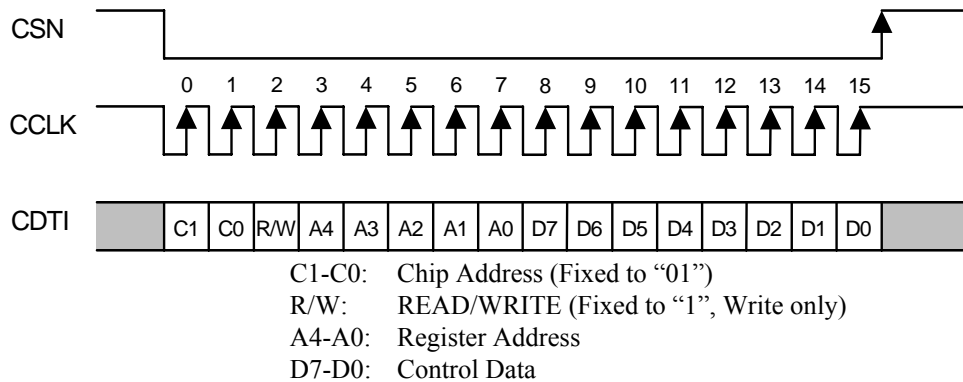 CSN
0 1 2 3 4 5 6 7 8 9 10 11 12 13 14 15
CCLK
CDTI C1 C0 R/W A4 A3 A2 A1 A0 D7 D6 D5 D4 D3 D2 D1 D0
C1-C0: Chip Address (Fixed to “01”)
R/W: READ/WRITE (Fixed to “1”, Write only)
A4-A0: Register Address
D7-D0: Control Data